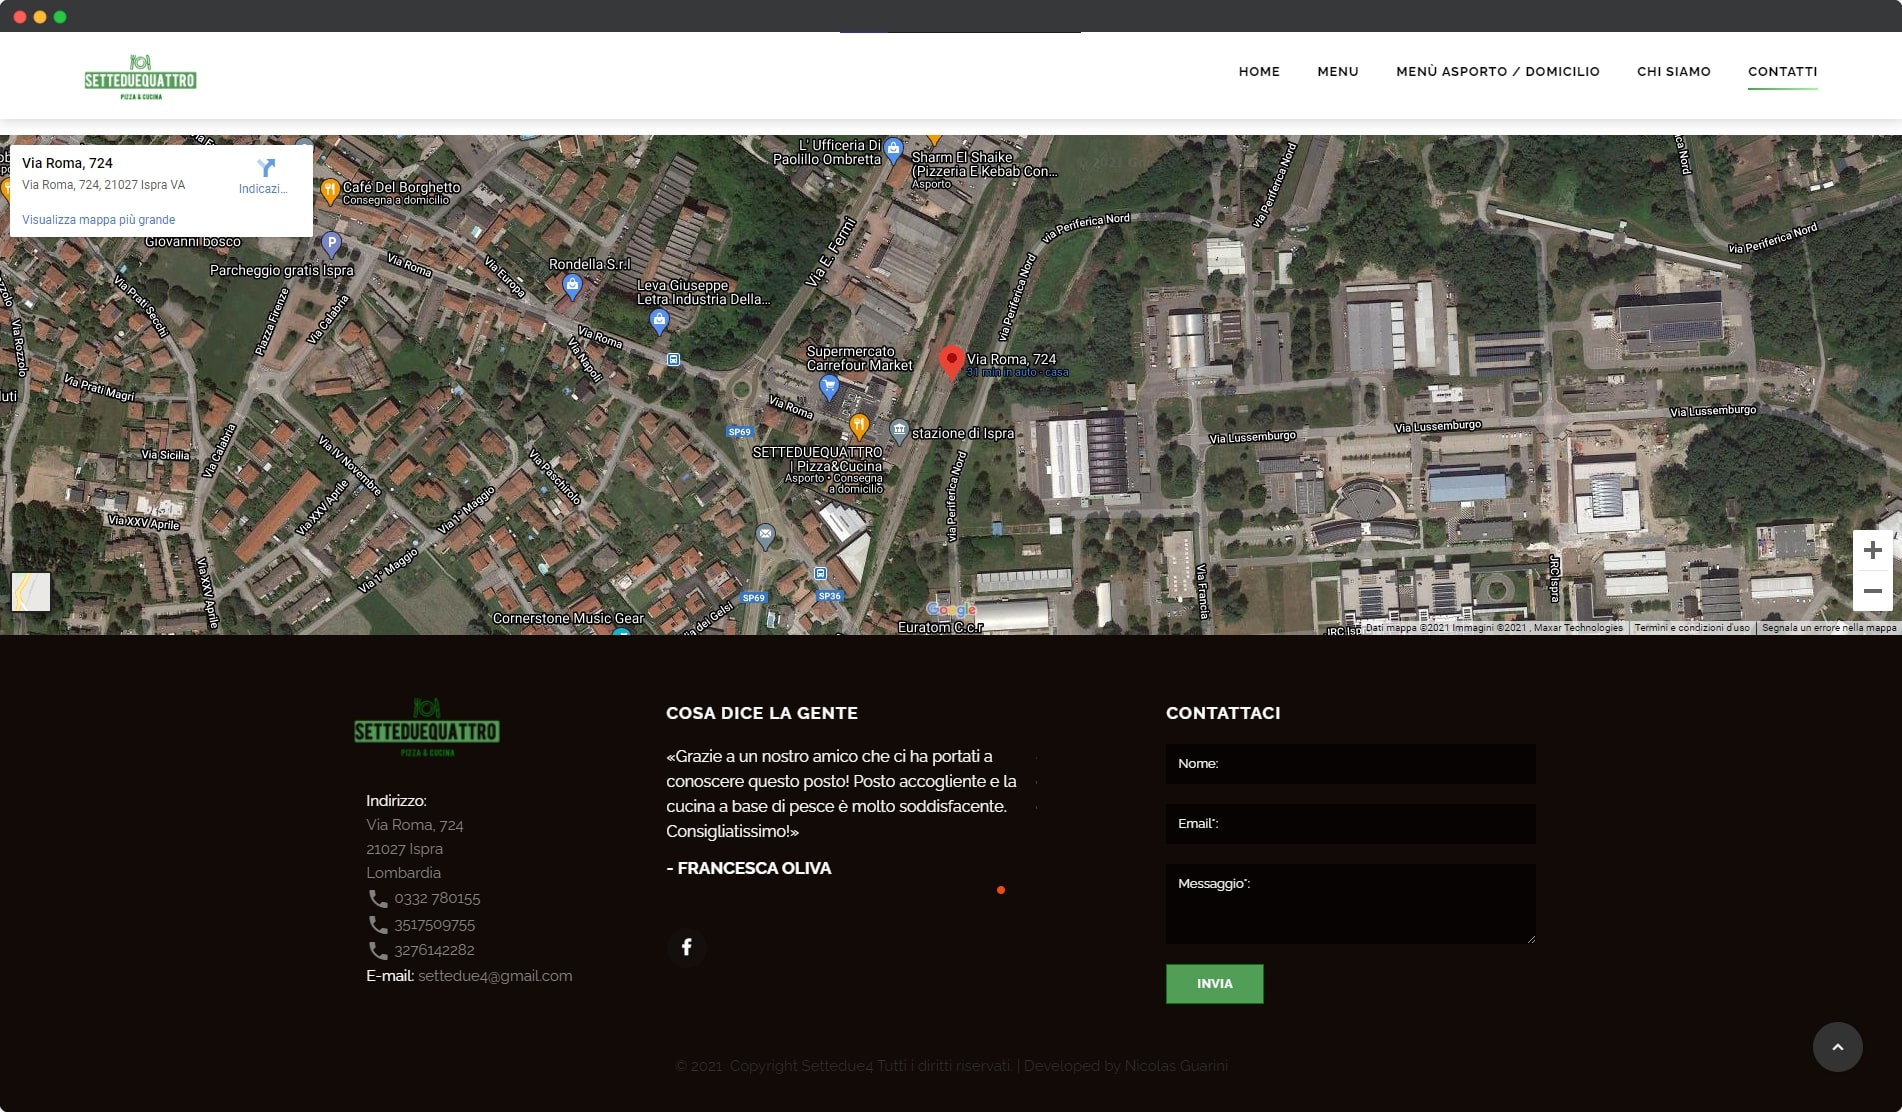 SETTEDUEQUATTRO
PIZZA & CUCINA
HOME
MENU
MENÙ ASPORTO / DOMICILIO
CHI SIAMO
CONTATTI
Via Roma, 724
Via Roma, 724, 21027 Ispra VA
Indicazi...
Visualizza mappa più grande
Café Del Borghetto
Consegna a domicilio
L' Ufficeria Di
Paolillo Ombretta
Sharm El Shaike
(Pizzeria E Kebab Con...
Asporto
via Periferica Nord
via Periferica Nord
via Periferica Nord
via Periferica Nord
Giovanni bosco
Parcheggio gratis Ispra
Via Roma
Via Europa
Rondella S.r.l
Leva Giuseppe
Letra Industria Della...
Via E. Fermi
Via Prati Secchi
Piazza Firenze
Via Calabria
Via Rozzolo
Via Roma
Via Napoli
Supermercato
Carrefour Market
Via Roma, 724
31 min in auto - casa
Via Prati Magri
Via Roma
SP69
stazione di Ispra
Via Lussemburgo
Via Lussemburgo
Via Lussemburgo
SETTEDUEQUATTRO
| Pizza&Cucina
Asporto • Consegna
a domicilio
Via Calabria
Via Sicilia
Via IV Novembre
Via Paschirolo
Via Periferica Nord
Via XXV Aprile
Via XXV Aprile
Via 1° Maggio
Via 1° Maggio
Via XXV Aprile
SP69
SP36
Via Francia
JRC Ispra
Cornerstone Music Gear
Google
Euratom C.c.r
Dati mappa ©2021 Immagini ©2021 , Maxar Technologies
Termini e condizioni d'uso
Segnala un errore nella mappa
SETTEDUEQUATTRO
PIZZA & CUCINA
Indirizzo:
Via Roma, 724
21027 Ispra
Lombardia
0332 780155
3517509755
3276142282
E-mail: settedue4@gmail.com
COSA DICE LA GENTE
«Grazie a un nostro amico che ci ha portati a
conoscere questo posto! Posto accogliente e la
cucina a base di pesce è molto soddisfacente.
Consigliatissimo!»
- FRANCESCA OLIVA
CONTATTACI
Nome:
Email*:
Messaggio*:
INVIA
© 2021 Copyright Settedue4 Tutti i diritti riservati. | Developed by Nicolas Guarini